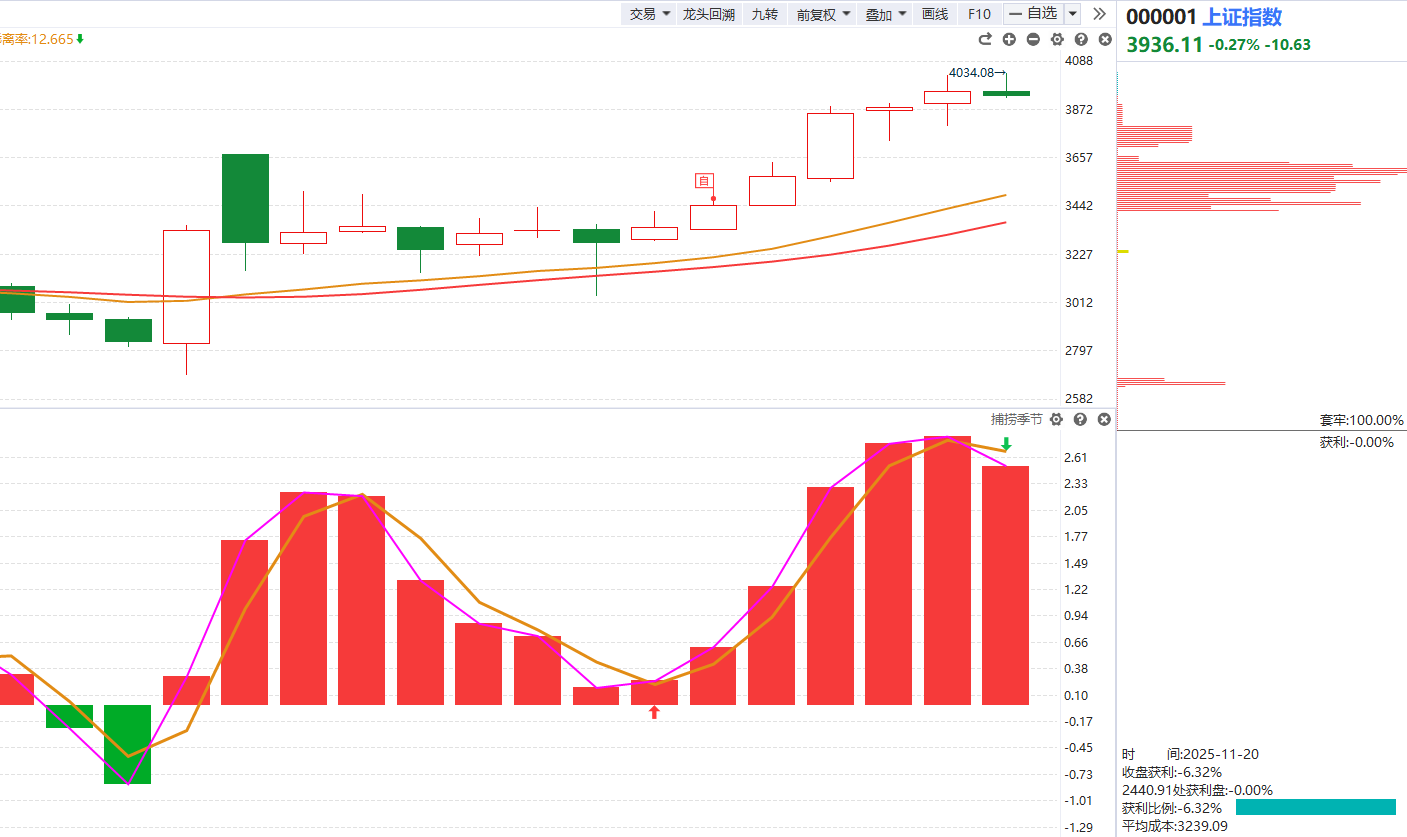 交易 龙头回溯 九转 前复权 叠加 画线 F10 一 自选
000001 上证指数
3936.11 -0.27% -10.63
离率:12.665
4088
4034.08→
3872
3657
自
3442
3227
3012
2797
2582
捕捞季节
套牢:100.00%
获利:-0.00%
2.61
2.33
2.05
1.77
1.49
1.22
0.94
0.66
0.38
0.10
-0.17
-0.45
-0.73
-1.01
-1.29
时 间:2025-11-20
收盘获利:-6.32%
2440.91处获利盘:-0.00%
获利比例:-6.32%
平均成本:3239.09